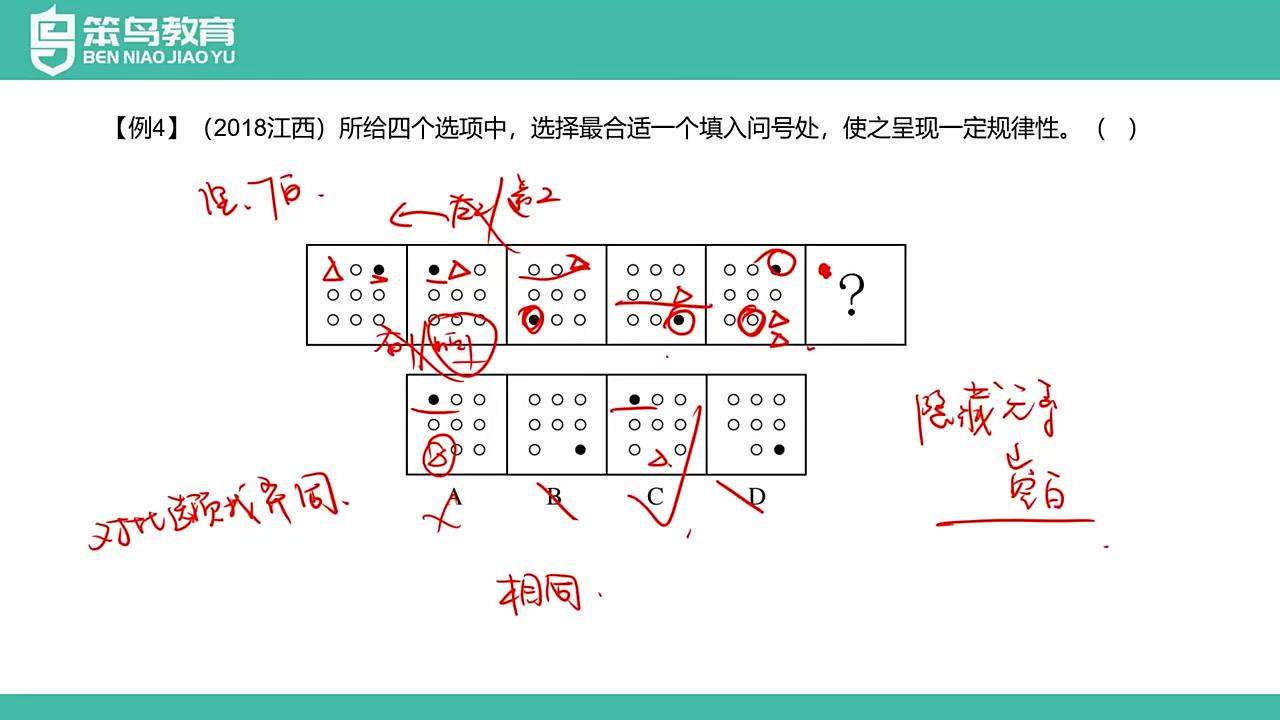 笨鸟教育
BEN NIAO JIAO YU
【例4】（2018江西）所给四个选项中，选择最合适一个填入问号处，使之呈现一定规律性。（ ）
?
隐藏元素
空白
A B C D
对比选项找异同
相同